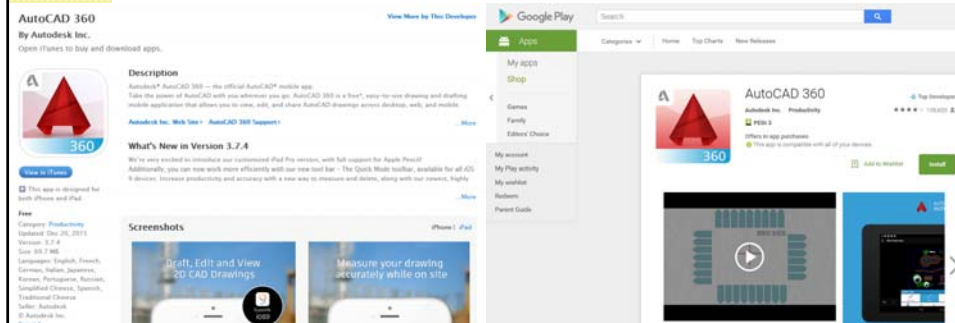 AutoCAD 360
View More by This Developer
By Autodesk Inc.
Open iTunes to buy and download apps.
360
View in iTunes
This app is designed for
both iPhone and iPad
Free
Category: Productivity
Updated: Dec 20, 2015
Version: 3.7.4
Size: 89.7 MB
Languages: English, French,
German, Italian, Japanese,
Korean, Portuguese, Russian,
Simplified Chinese, Spanish,
Traditional Chinese
Seller: Autodesk
© Autodesk Inc.
Description
Autodesk® AutoCAD 360 — the official AutoCAD® mobile app.
Take the power of AutoCAD with you wherever you go. AutoCAD 360 is a free*, easy-to-use drawing and drafting
mobile application that allows you to view, edit, and share AutoCAD drawings across desktop, web, and mobile.
Autodesk Inc. Web Site AutoCAD 360 Support
...More
What's New in Version 3.7.4
We're very excited to introduce our customized iPad Pro version, with full support for Apple Pencil!
Additionally, you can now work more efficiently with our new tool bar - The Quick Mode toolbar, available for all iOS
9 devices. Increase productivity and accuracy with a new way to measure and delete, along with our newest, highly
...More
Screenshots
iPhone | iPad
Draft, Edit and View
2D CAD Drawings
Measure your drawing
accurately while on site
Google Play
Search
Apps
Categories
Home
Top Charts
New Releases
My apps
Shop
Games
Family
Editors' Choice
My account
My Play activity
My wishlist
Redeem
Parent Guide
360
AutoCAD 360
Top Developer
Autodesk Inc. Productivity
PEGI 3
Offers in-app purchases
This app is compatible with all of your devices.
Add to Wishlist
Install